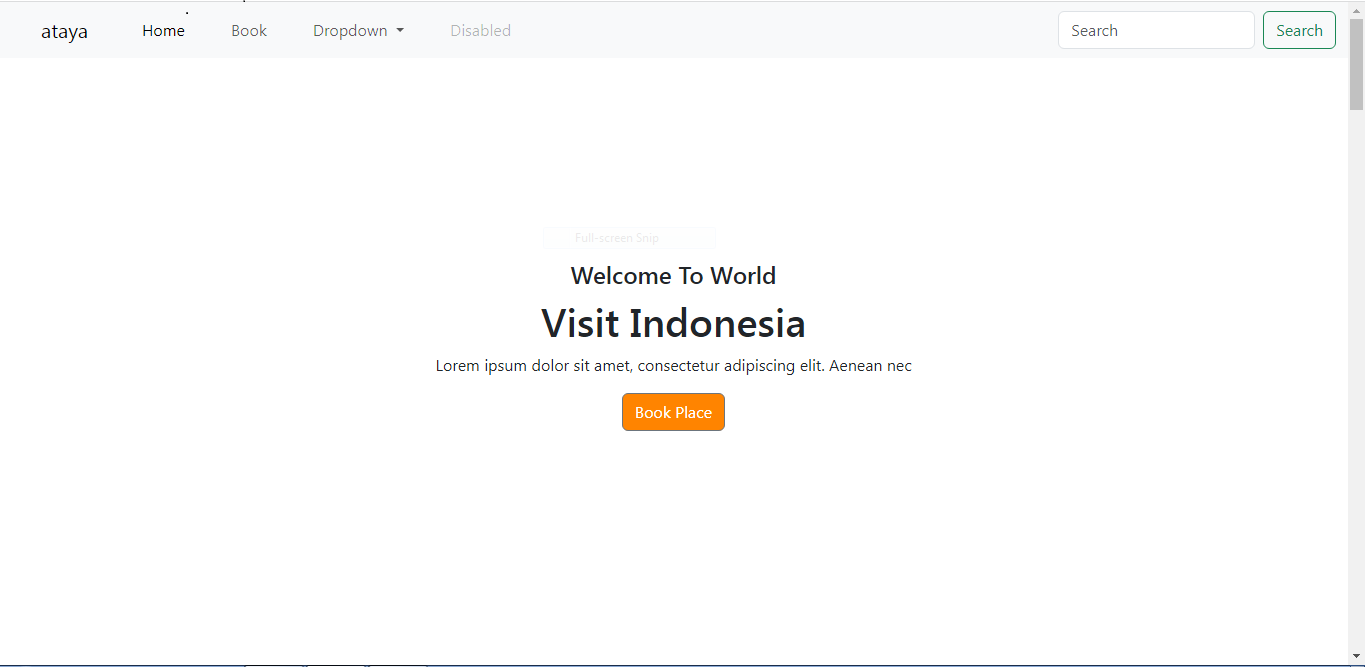 ataya Home Book Dropdown Disabled Search Search
Full-screen Snip
Welcome To World
Visit Indonesia
Lorem ipsum dolor sit amet, consectetur adipiscing elit. Aenean nec
Book Place